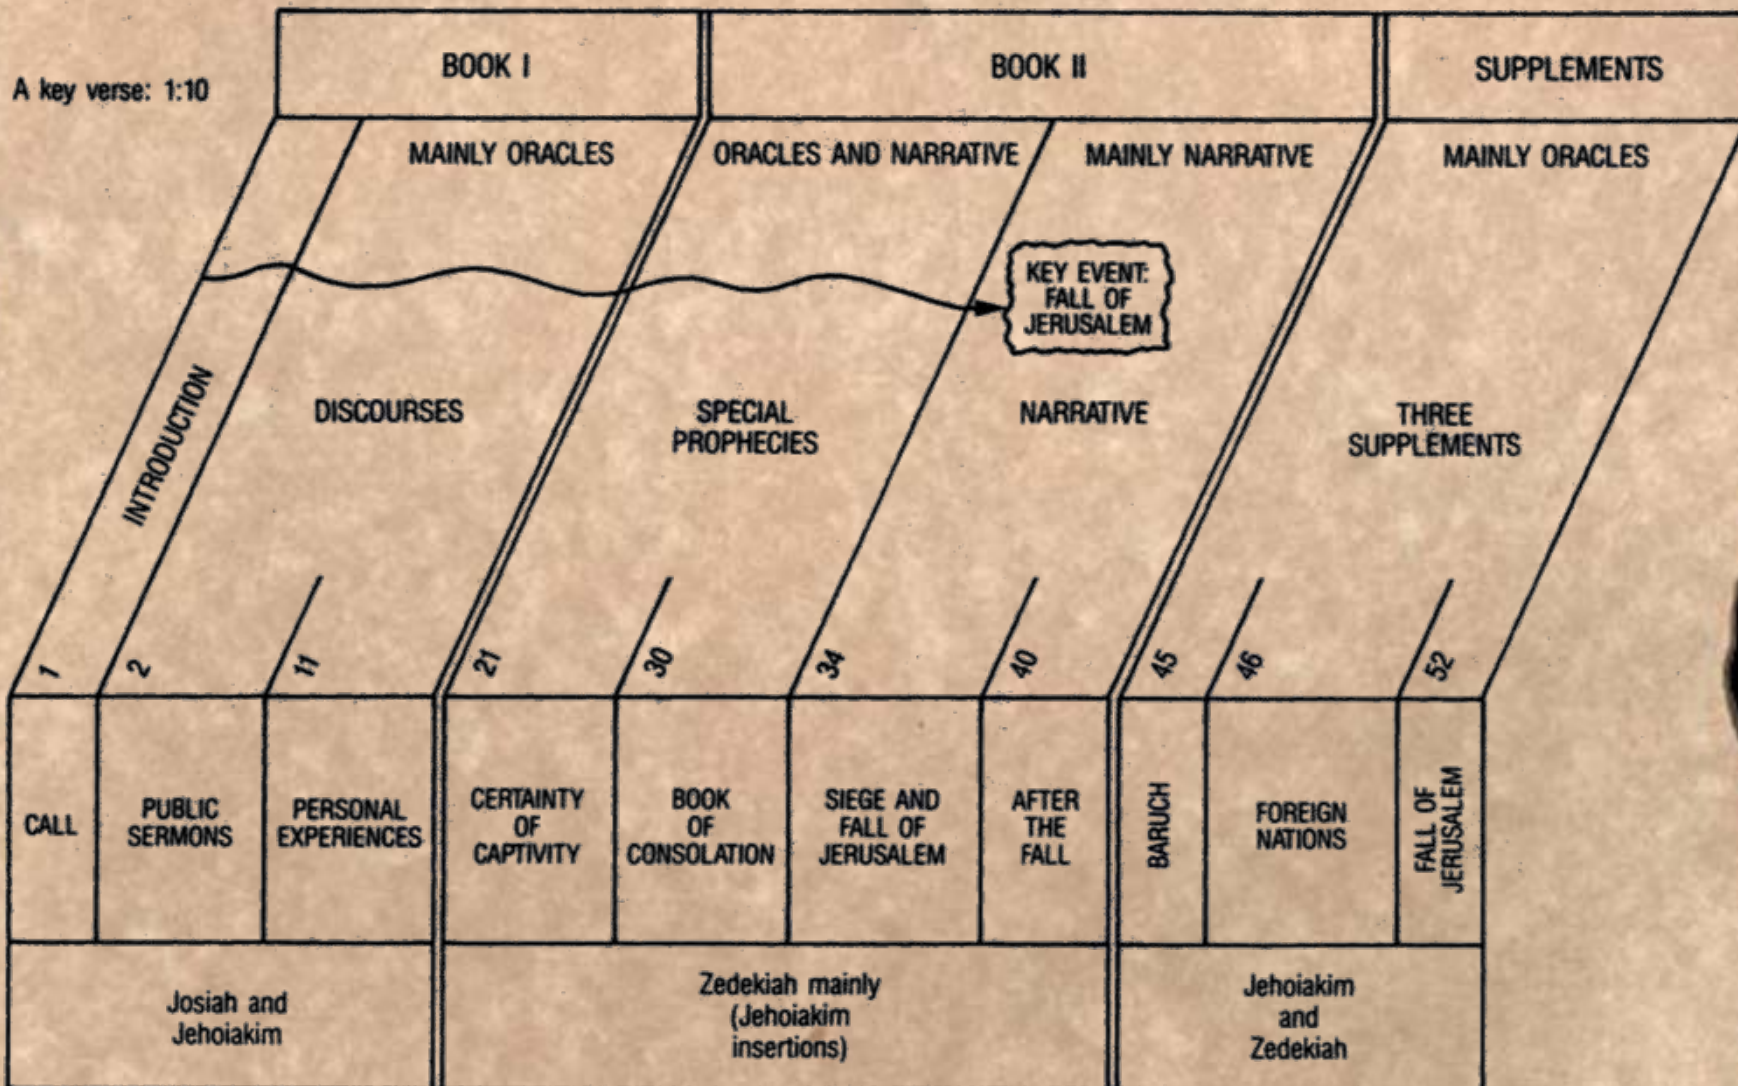 A key verse: 1:10
BOOK I
BOOK II
SUPPLEMENTS
MAINLY ORACLES
ORACLES AND NARRATIVE
MAINLY NARRATIVE
MAINLY ORACLES
KEY EVENT:
FALL OF
JERUSALEM
INTRODUCTION
DISCOURSES
SPECIAL
PROPHECIES
NARRATIVE
THREE
SUPPLEMENTS
1
2
11
21
30
34
40
45
46
52
CALL
PUBLIC
SERMONS
PERSONAL
EXPERIENCES
CERTAINTY
OF
CAPTIVITY
BOOK
OF
CONSOLATION
SIEGE AND
FALL OF
JERUSALEM
AFTER
THE
FALL
BARUCH
FOREIGN
NATIONS
FALL OF
JERUSALEM
Josiah and
Jehoiakim
Zedekiah mainly
(Jehoiakim
insertions)
Jehoiakim
and
Zedekiah